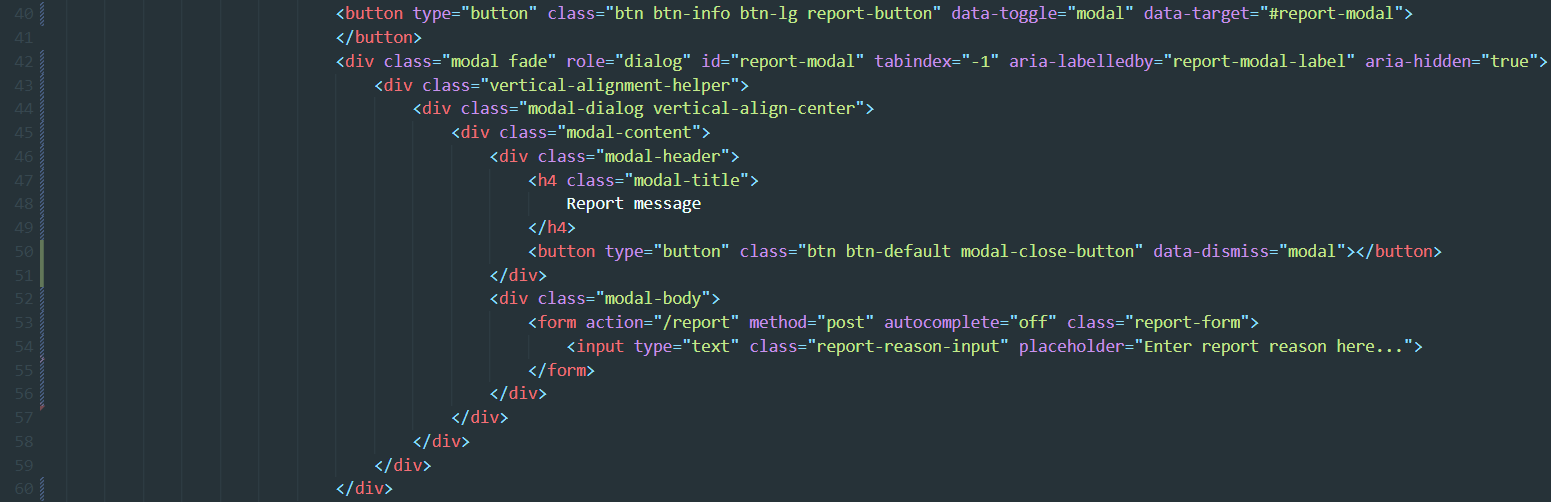 40 <button type="button" class="btn btn-info btn-lg report-button" data-toggle="modal" data-target="#report-modal">
41 </button>
42 <div class="modal fade" role="dialog" id="report-modal" tabindex="-1" aria-labelledby="report-modal-label" aria-hidden="true">
43 <div class="vertical-alignment-helper">
44 <div class="modal-dialog vertical-align-center">
45 <div class="modal-content">
46 <div class="modal-header">
47 <h4 class="modal-title">
48 Report message
49 </h4>
50 <button type="button" class="btn btn-default modal-close-button" data-dismiss="modal"></button>
51 </div>
52 <div class="modal-body">
53 <form action="/report" method="post" autocomplete="off" class="report-form">
54 <input type="text" class="report-reason-input" placeholder="Enter report reason here...">
55 </form>
56 </div>
57 </div>
58 </div>
59 </div>
60 </div>